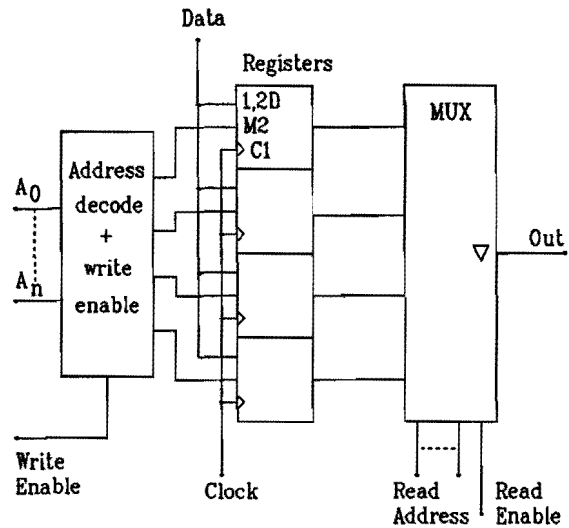 Data
Registers
1,2D
M2
C1
MUX
Address
decode
+
write
enable
A0
An
Out
Write
Enable
Clock
Read
Address
Read
Enable